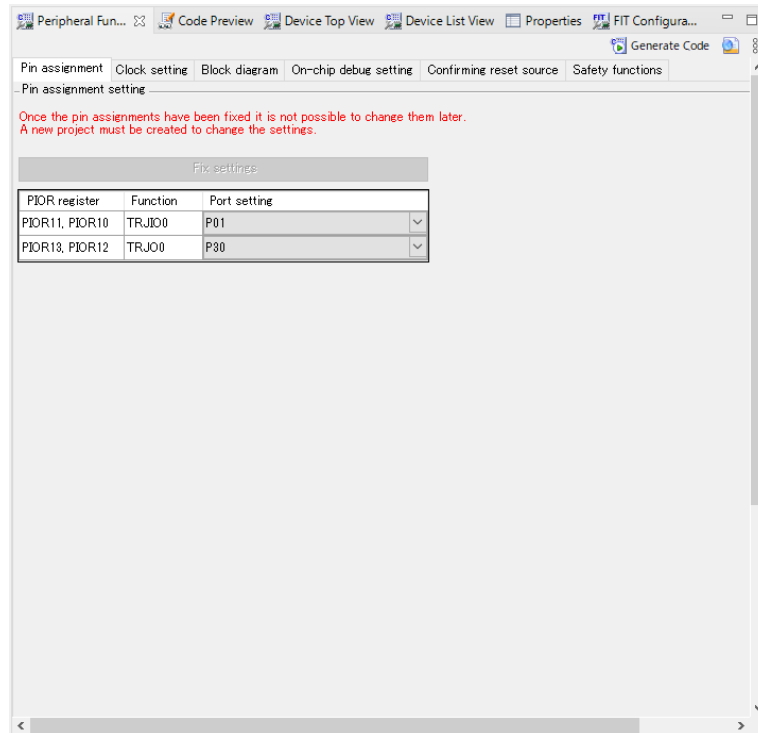 Peripheral Fun... Code Preview Device Top View Device List View Properties FIT Configura...
Generate Code
Pin assignment Clock setting Block diagram On-chip debug setting Confirming reset source Safety functions
Pin assignment setting
Once the pin assignments have been fixed it is not possible to change them later.
A new project must be created to change the settings.
Fix settings
PIOR register Function Port setting
PIOR11, PIOR10 TRJIO0 P01
PIOR13, PIOR12 TRJO0 P30